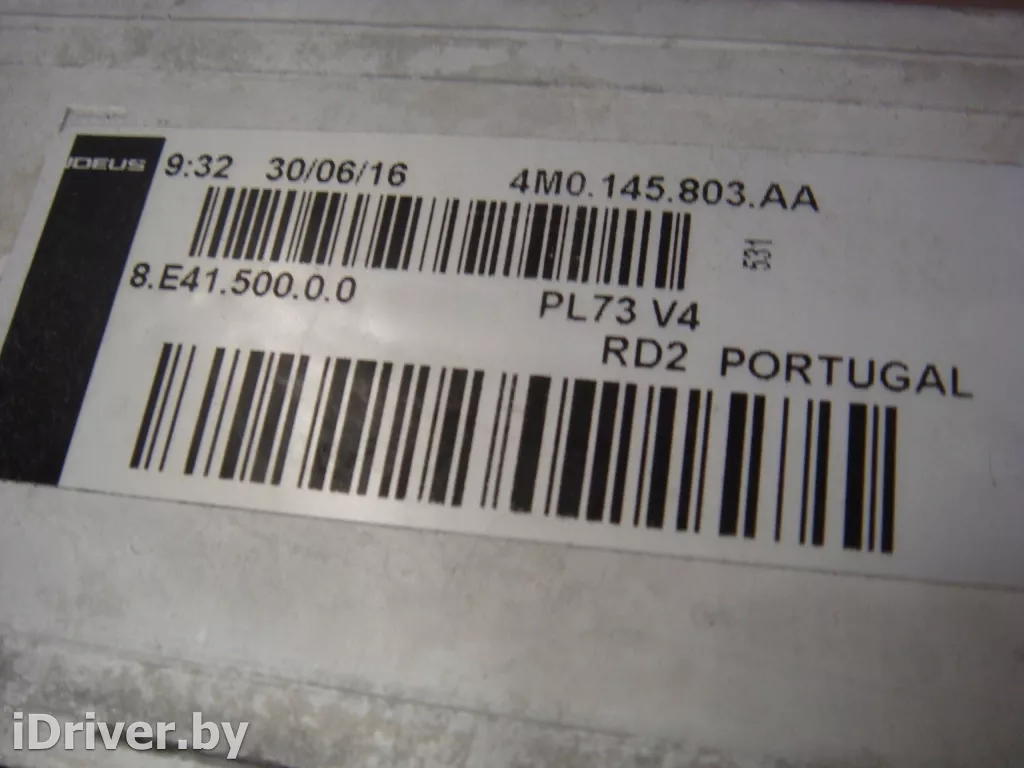 9:32 30/06/16 4M0.145.803.AA
531
8.E41.500.0.0 PL73 V4
RD2 PORTUGAL
iDriver.by